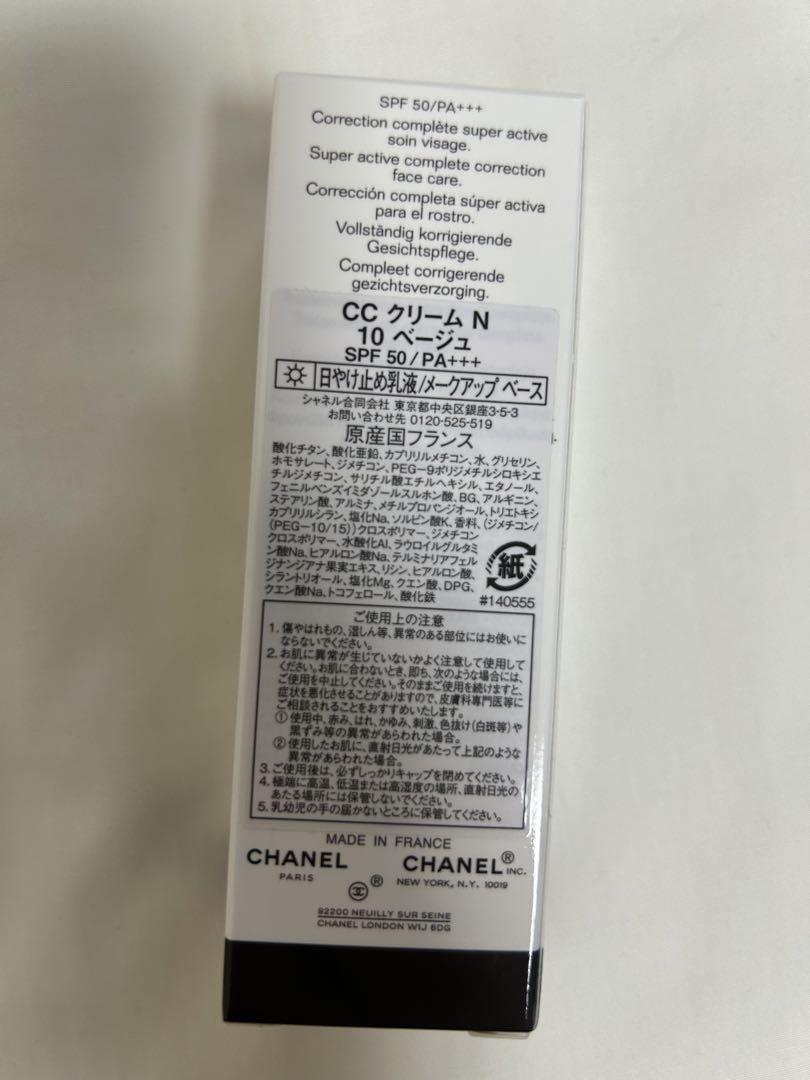 SPF 50/PA+++
Correction complète super active
soin visage.
Super active complete correction
face care.
Corrección completa súper activa
para el rostro.
Vollständig korrigierende
Gesichtspflege.
Compleet corrigerende
gezichtsverzorging.
CC クリーム N
10 ベージュ
SPF 50/PA+++
日やけ止め乳液/メークアップ ベース
シャネル合同会社 東京都中央区銀座3-5-3
お問い合わせ先 0120-525-519
原産国フランス
酸化チタン、酸化亜鉛、カプリリルメチコン、水、グリセリン、
ホモサレート、ジメチコン、PEG-9ポリジメチルシロキシエ
チルジメチコン、サリチル酸エチルヘキシル、エタノール、
フェニルベンズイミダゾールスルホン酸、BG、アルギニン、
ステアリン酸、アルミナ、メチルプロパンジオール、トリエトキシ
カプリリルシラン、塩化Na、ソルビン酸K、香料、(ジメチコン/
(PEG-10/15))クロスポリマー、ジメチコン
クロスポリマー、水酸化Al、ラウロイルグルタミ
ン酸Na、ヒアルロン酸Na、テルミナリアフェル
ジナンジアナ果実エキス、リシン、ヒアルロン酸、
シラントリオール、塩化Mg、クエン酸、DPG、
クエン酸Na、トコフェロール、酸化鉄
紙
#140555
ご使用上の注意
1. 傷やはれもの、湿しん等、異常のある部位にはお使いに
ならないでください。
2. お肌に異常が生じていないかよく注意して使用して
ください。お肌に合わないとき、即ち、次のような場合には、
ご使用を中止してください。そのままご使用を続けますと、
症状を悪化させることがありますので、皮膚科専門医等に
ご相談されることをおすすめいたします。
① 使用中、赤み、はれ、かゆみ、刺激、色抜け(白斑等)や
黒ずみ等の異常があらわれた場合。
② 使用したお肌に、直射日光があたって上記のような
異常があらわれた場合。
3. ご使用後は、必ずしっかりキャップを閉めてください。
4. 極端に高温、低温または高湿度の場所、直射日光の
あたる場所には保管しないでください。
5. 乳幼児の手の届かないところに保管してください。
MADE IN FRANCE
CHANEL CHANEL® INC.
PARIS NEW YORK, N.Y. 10019
®
92200 NEUILLY SUR SEINE
CHANEL LONDON W1J 6DG